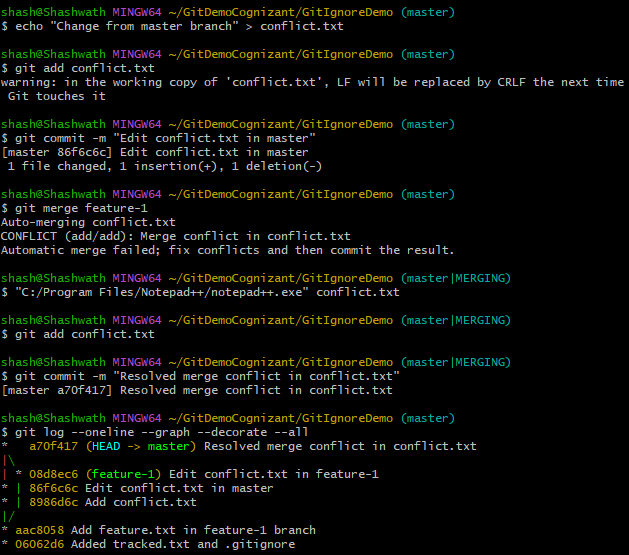 shash@Shashwath MINGW64 ~/GitDemoCognizant/GitIgnoreDemo (master)
$ echo "Change from master branch" > conflict.txt
shash@Shashwath MINGW64 ~/GitDemoCognizant/GitIgnoreDemo (master)
$ git add conflict.txt
warning: in the working copy of 'conflict.txt', LF will be replaced by CRLF the next time
 Git touches it
shash@Shashwath MINGW64 ~/GitDemoCognizant/GitIgnoreDemo (master)
$ git commit -m "Edit conflict.txt in master"
[master 86f6c6c] Edit conflict.txt in master
 1 file changed, 1 insertion(+), 1 deletion(-)
shash@Shashwath MINGW64 ~/GitDemoCognizant/GitIgnoreDemo (master)
$ git merge feature-1
Auto-merging conflict.txt
CONFLICT (add/add): Merge conflict in conflict.txt
Automatic merge failed; fix conflicts and then commit the result.
shash@Shashwath MINGW64 ~/GitDemoCognizant/GitIgnoreDemo (master|MERGING)
$ "C:/Program Files/Notepad++/notepad++.exe" conflict.txt
shash@Shashwath MINGW64 ~/GitDemoCognizant/GitIgnoreDemo (master|MERGING)
$ git add conflict.txt
shash@Shashwath MINGW64 ~/GitDemoCognizant/GitIgnoreDemo (master|MERGING)
$ git commit -m "Resolved merge conflict in conflict.txt"
[master a70f417] Resolved merge conflict in conflict.txt
shash@Shashwath MINGW64 ~/GitDemoCognizant/GitIgnoreDemo (master)
$ git log --oneline --graph --decorate --all
*   a70f417 (HEAD -> master) Resolved merge conflict in conflict.txt
|\
| * 08d8ec6 (feature-1) Edit conflict.txt in feature-1
* | 86f6c6c Edit conflict.txt in master
* | 8986d6c Add conflict.txt
|/
* aac8058 Add feature.txt in feature-1 branch
* 06062d6 Added tracked.txt and .gitignore